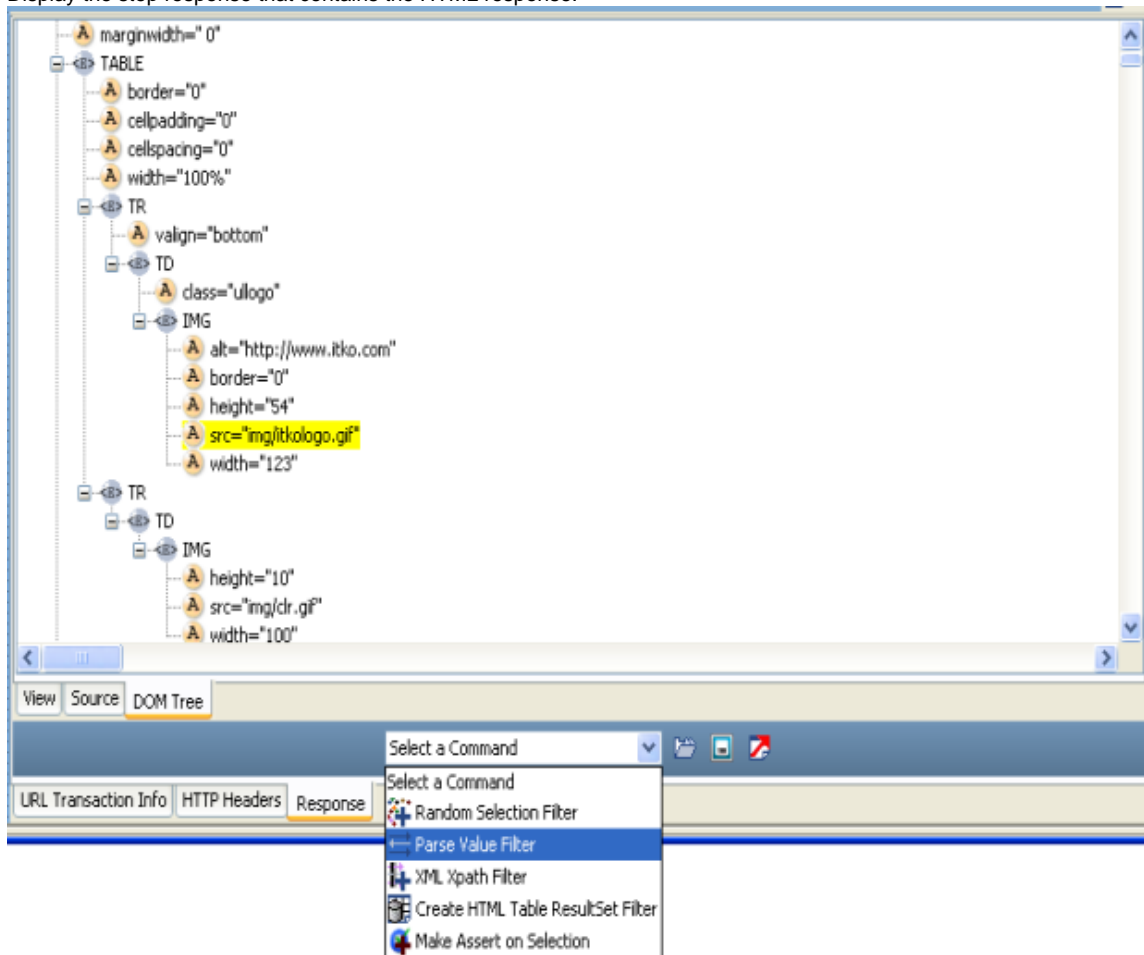 Display the step response that contains the HTML response.
A marginwidth=" 0"
<E> TABLE
A border="0"
A cellpadding="0"
A cellspacing="0"
A width="100%"
<E> TR
A valign="bottom"
<E> TD
A class="ullogo"
<E> IMG
A alt="http://www.itko.com"
A border="0"
A height="54"
A src="img/itkologo.gif"
A width="123"
<E> TR
<E> TD
<E> IMG
A height="10"
A src="img/clr.gif"
A width="100"
View Source DOM Tree
Select a Command
Select a Command
URL Transaction Info HTTP Headers Response
Random Selection Filter
Parse Value Filter
XML Xpath Filter
Create HTML Table ResultSet Filter
Make Assert on Selection